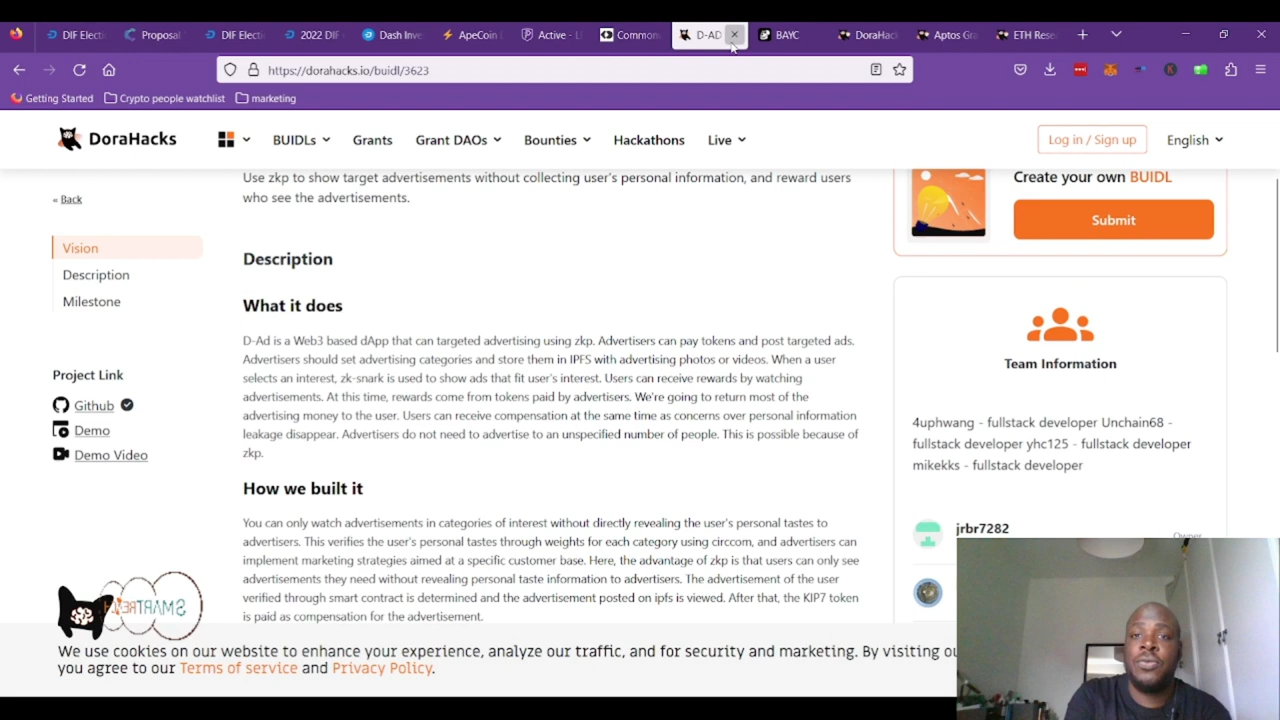 DIF Electi
Proposal
DIF Electi
2022 DIF
Dash Inve
ApeCoin
Active - L
Common
D-AD
BAYC
DoraHac
Aptos Gra
ETH Rese
https://dorahacks.io/buidl/3623
Getting Started
Crypto people watchlist
marketing
DoraHacks
BUIDLs
Grants
Grant DAOs
Bounties
Hackathons
Live
Log in / Sign up
English
« Back
Vision
Description
Milestone
Project Link
Github
Demo
Demo Video
Use zkp to show target advertisements without collecting user's personal information, and reward users
who see the advertisements.
Description
What it does
D-Ad is a Web3 based dApp that can targeted advertising using zkp. Advertisers can pay tokens and post targeted ads.
Advertisers should set advertising categories and store them in IPFS with advertising photos or videos. When a user
selects an interest, zk-snark is used to show ads that fit user's interest. Users can receive rewards by watching
advertisements. At this time, rewards come from tokens paid by advertisers. We're going to return most of the
advertising money to the user. Users can receive compensation at the same time as concerns over personal information
leakage disappear. Advertisers do not need to advertise to an unspecified number of people. This is possible because of
zkp.
How we built it
You can only watch advertisements in categories of interest without directly revealing the user's personal tastes to
advertisers. This verifies the user's personal tastes through weights for each category using circcom, and advertisers can
implement marketing strategies aimed at a specific customer base. Here, the advantage of zkp is that users can only see
advertisements they need without revealing personal taste information to advertisers. The advertisement of the user
verified through smart contract is determined and the advertisement posted on ipfs is viewed. After that, the KIP7 token
is paid as compensation for the advertisement.
Create your own BUIDL
Submit
Team Information
4uphwang - fullstack developer Unchain68 -
fullstack developer yhc125 - fullstack developer
mikekks - fullstack developer
jrbr7282
Owner
We use cookies on our website to enhance your experience, analyze our traffic, and for security and marketing. By visiting ou
you agree to our Terms of service and Privacy Policy.